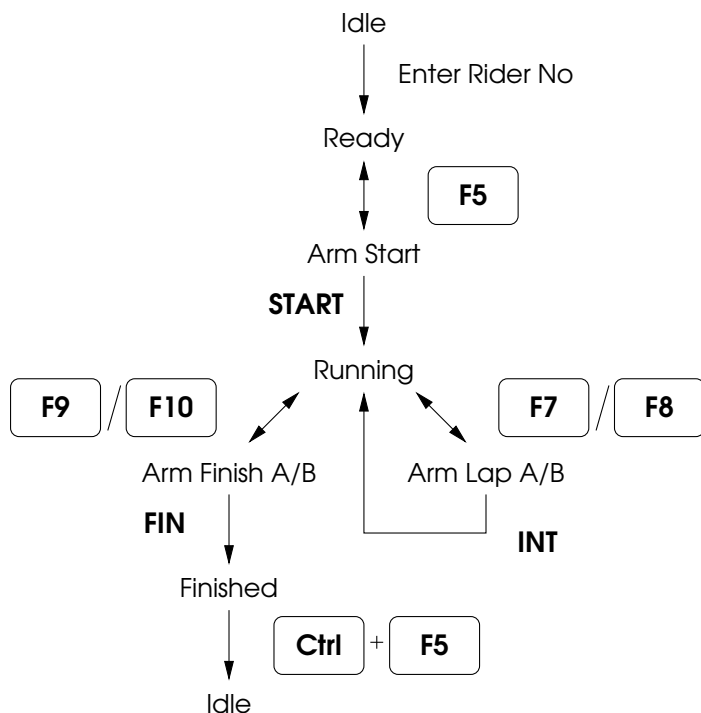 Idle
Enter Rider No
Ready
F5
Arm Start
START
Running
F9 / F10
F7 / F8
Arm Finish A/B
Arm Lap A/B
FIN
INT
Finished
Ctrl + F5
Idle